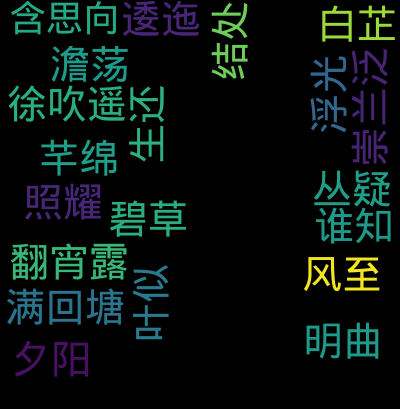 含思向
逶迤
结处
白芷
澹荡
浮光
崇兰泛
徐吹遥
生还
芊绵
丛疑
照耀
碧草
谁知
翻宵露
风至
叶似
满回塘
明曲
夕阳